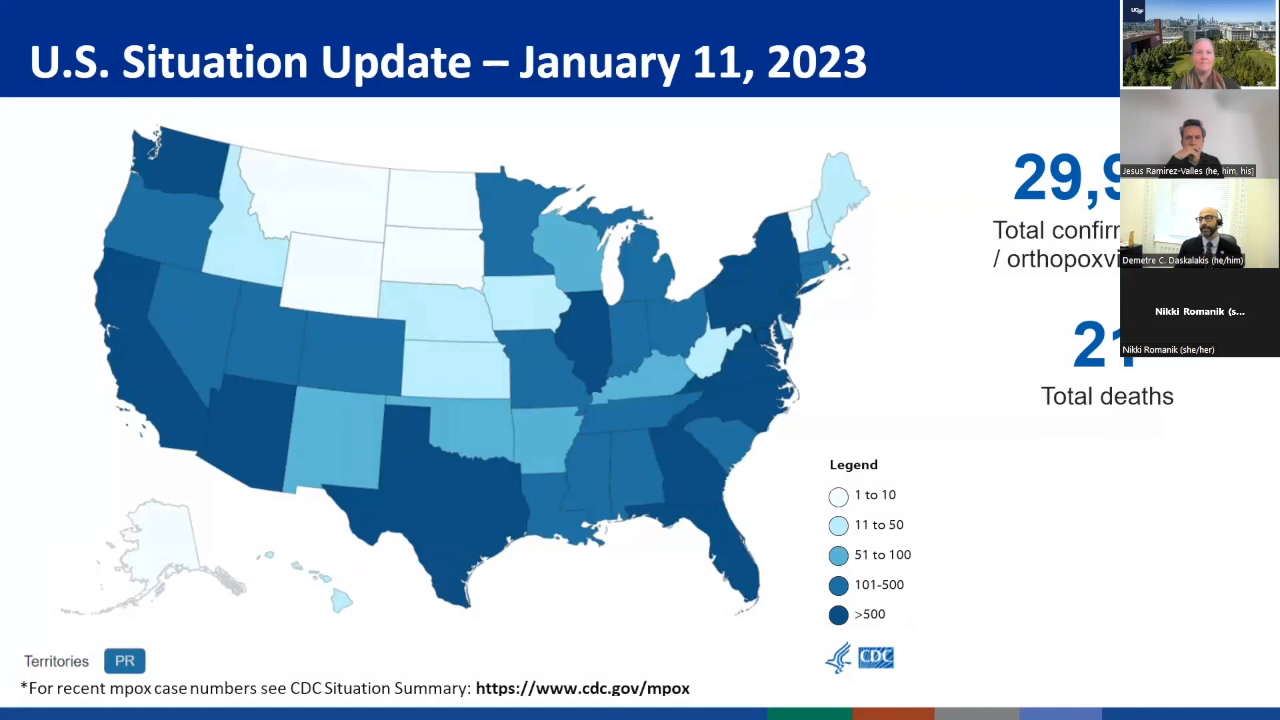 U.S. Situation Update – January 11, 2023
UCSF
29,9
Total confir
/ orthopoxvi
21
Total deaths
Jesus Ramirez-Valles (he, him. his]
Demetre C. Daskalakis (he/him)
Nikki Romanik (s...
Nikki Romanik (she/her)
Legend
1 to 10
11 to 50
51 to 100
101-500
>500
CDC
Territories PR
*For recent mpox case numbers see CDC Situation Summary: https://www.cdc.gov/mpox